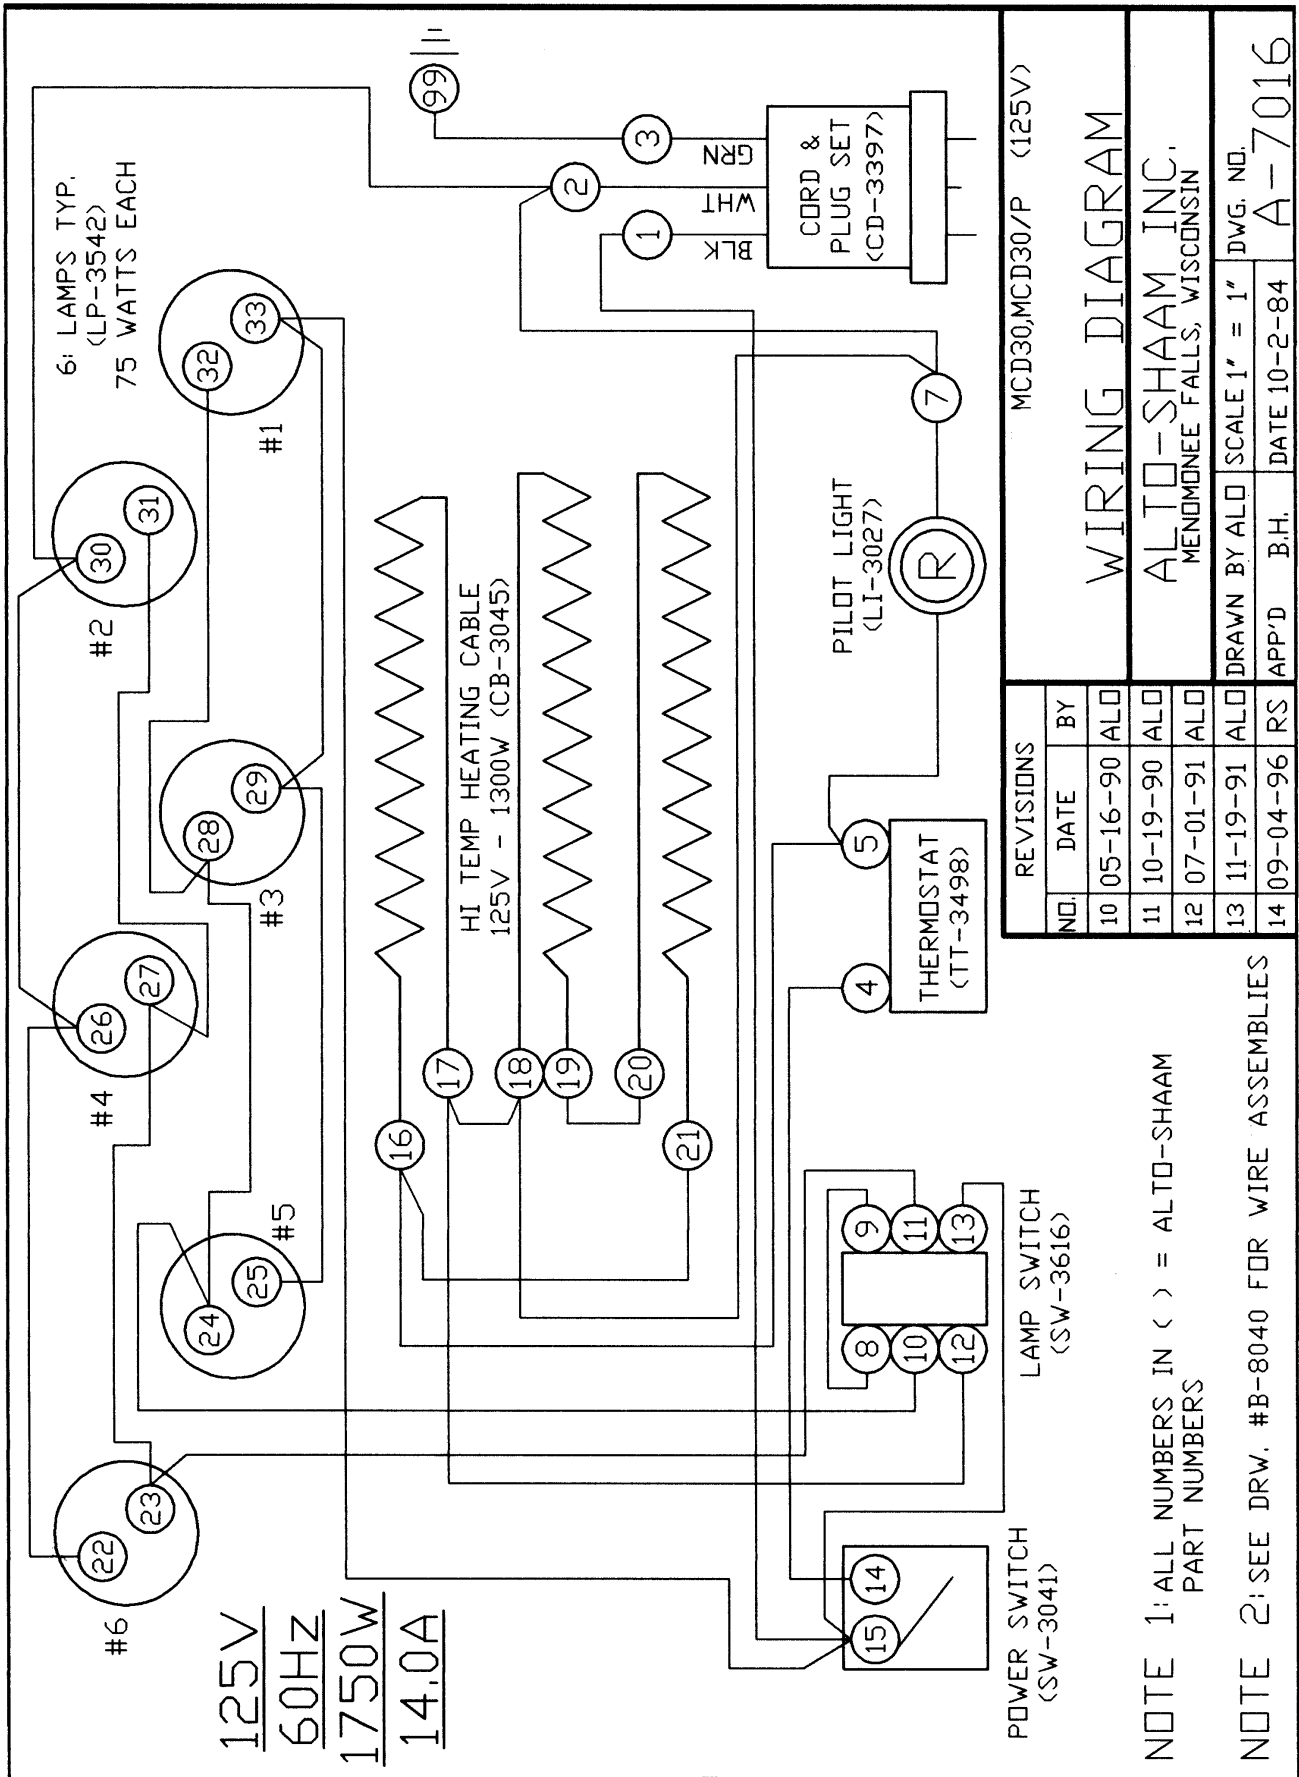 125V
60HZ
1750W
14.0A
6: LAMPS TYP.
(LP-3542)
75 WATTS EACH
#6
22
23
#4
26
27
#2
30
31
#5
24
25
#3
28
29
#1
32
33
99
16
17
HI TEMP HEATING CABLE
125V - 1300W (CB-3045)
18
19
20
21
3
GRN
2
WHT
1
BLK
CORD &
PLUG SET
(CD-3397)
15
14
POWER SWITCH
(SW-3041)
8
10
12
9
11
13
LAMP SWITCH
(SW-3616)
4
5
THERMOSTAT
(TT-3498)
PILOT LIGHT
(LI-3027)
R
7
NOTE 1: ALL NUMBERS IN ( ) = ALTO-SHAAM
PART NUMBERS
NOTE 2: SEE DRW. #B-8040 FOR WIRE ASSEMBLIES
REVISIONS
NO. DATE BY
10 05-16-90 ALO
11 10-19-90 ALO
12 07-01-91 ALO
13 11-19-91 ALO
14 09-04-96 RS
MCD30,MCD30/P (125V)
WIRING DIAGRAM
ALTO-SHAAM INC.
MENOMONEE FALLS, WISCONSIN
DRAWN BY ALO SCALE 1" = 1" DWG. NO.
APP'D B.H. DATE 10-2-84 A-7016